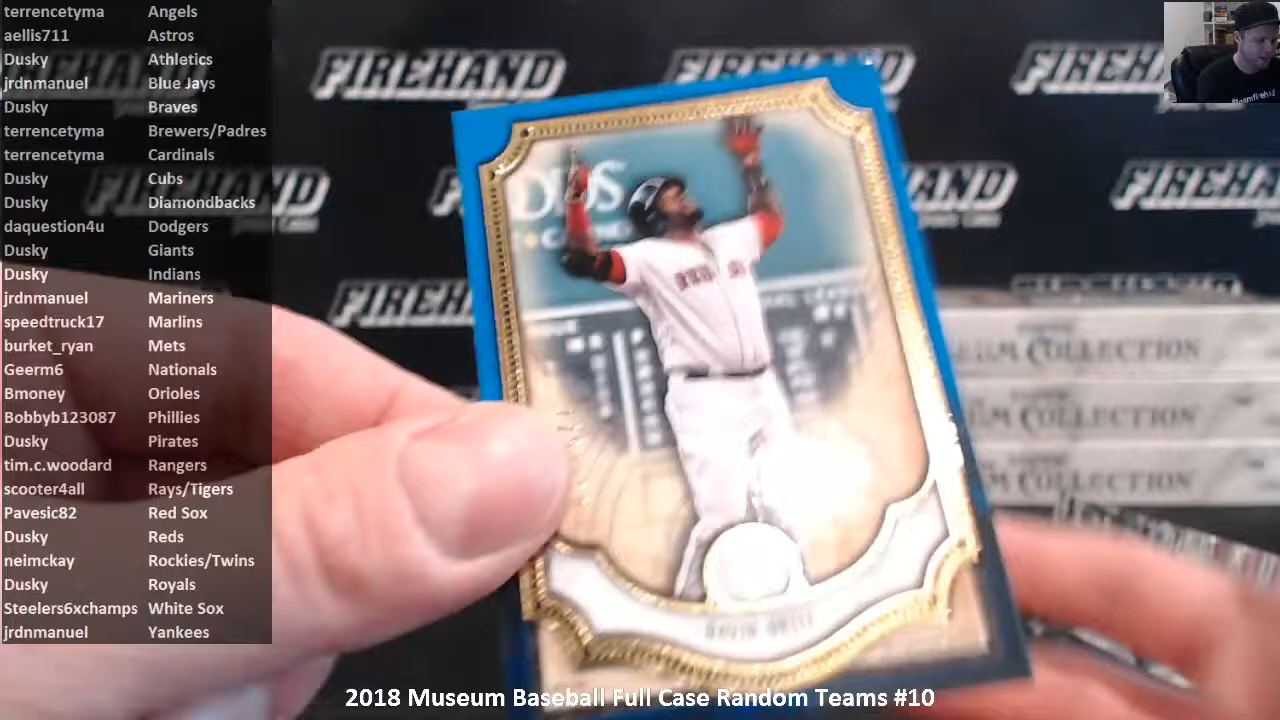 terrencetyma Angels
aellis711 Astros
Dusky Athletics
jrdnmanuel Blue Jays
Dusky Braves
terrencetyma Brewers/Padres
terrencetyma Cardinals
Dusky Cubs
Dusky Diamondbacks
daquestion4u Dodgers
Dusky Giants
Dusky Indians
jrdnmanuel Mariners
speedtruck17 Marlins
burket_ryan Mets
Geerm6 Nationals
Bmoney Orioles
Bobbyb123087 Phillies
Dusky Pirates
tim.c.woodard Rangers
scooter4all Rays/Tigers
Pavesic82 Red Sox
Dusky Reds
neimckay Rockies/Twins
Dusky Royals
Steelers6xchamps White Sox
jrdnmanuel Yankees
FIREHAND
FIREHAND
FIREH
FIREHAND
FIREHAND
COLLECTION
COLLECTION
COLLECTION
2018 Museum Baseball Full Case Random Teams #10